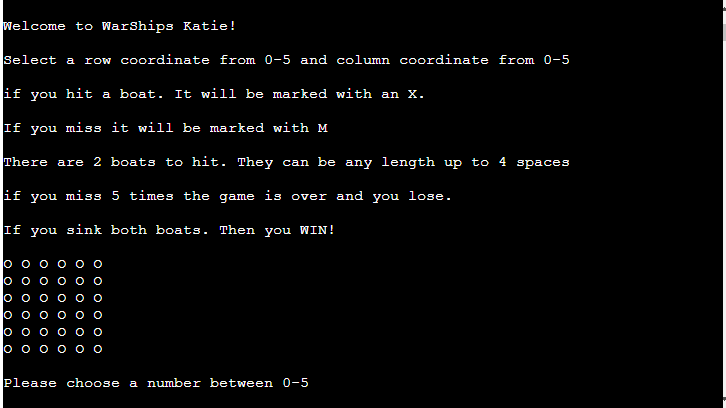 Welcome to WarShips Katie!
Select a row coordinate from 0-5 and column coordinate from 0-5
if you hit a boat. It will be marked with an X.
If you miss it will be marked with M
There are 2 boats to hit. They can be any length up to 4 spaces
if you miss 5 times the game is over and you lose.
If you sink both boats. Then you WIN!
O O O O O O
O O O O O O
O O O O O O
O O O O O O
O O O O O O
O O O O O O
Please choose a number between 0-5